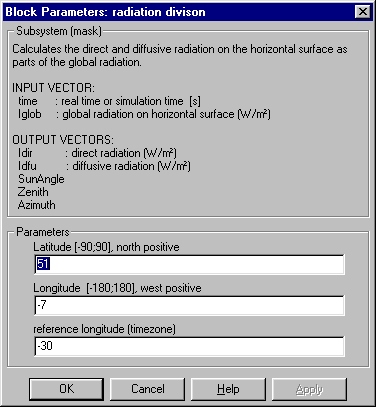 Block Parameters: radiation divison
Subsystem (mask)
Calculates the direct and diffusive radiation on the horizontal surface as
parts of the global radiation.
INPUT VECTOR:
time : real time or simulation time [s]
Iglob : global radiation on horizontal surface (W/m²)
OUTPUT VECTORS:
Idir : direct radiation (W/m²)
Idfu : diffusive radiation (W/m²)
SunAngle
Zenith
Azimuth
Parameters
Latitude [-90;90], north positive
51
Longitude [-180;180], west positive
-7
reference longitude (timezone)
-30
OK Cancel Help Apply